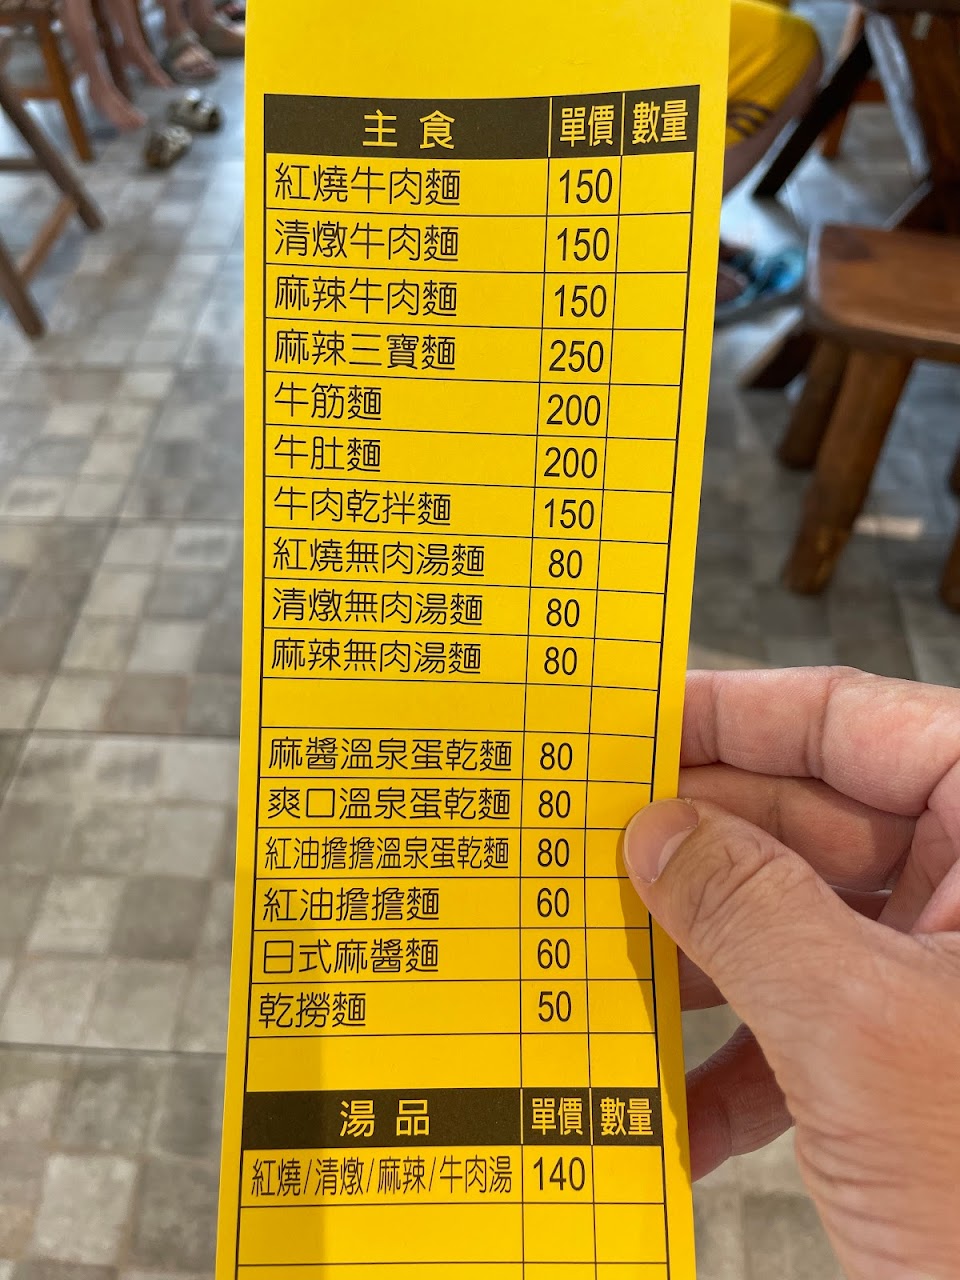 主食 單價 數量
紅燒牛肉麵 150
清燉牛肉麵 150
麻辣牛肉麵 150
麻辣三寶麵 250
牛筋麵 200
牛肚麵 200
牛肉乾拌麵 150
紅燒無肉湯麵 80
清燉無肉湯麵 80
麻辣無肉湯麵 80
麻醬溫泉蛋乾麵 80
爽口溫泉蛋乾麵 80
紅油擔擔溫泉蛋乾麵 80
紅油擔擔麵 60
日式麻醬麵 60
乾撈麵 50
湯品 單價 數量
紅燒/清燉/麻辣/牛肉湯 140